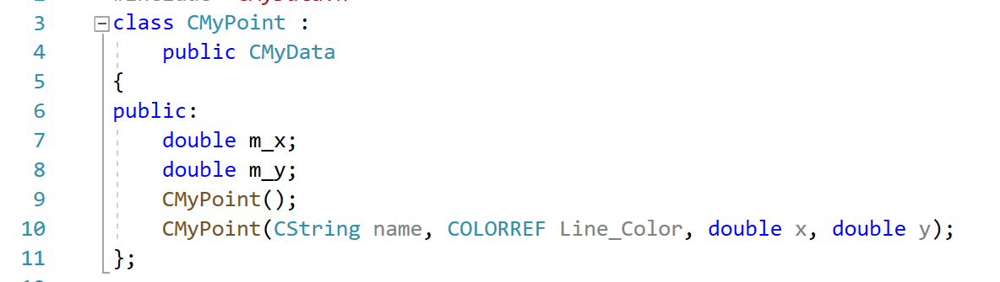 3 class CMyPoint :
4 public CMyData
5 {
6 public:
7 double m_x;
8 double m_y;
9 CMyPoint();
10 CMyPoint(CString name, COLORREF Line_Color, double x, double y);
11 };